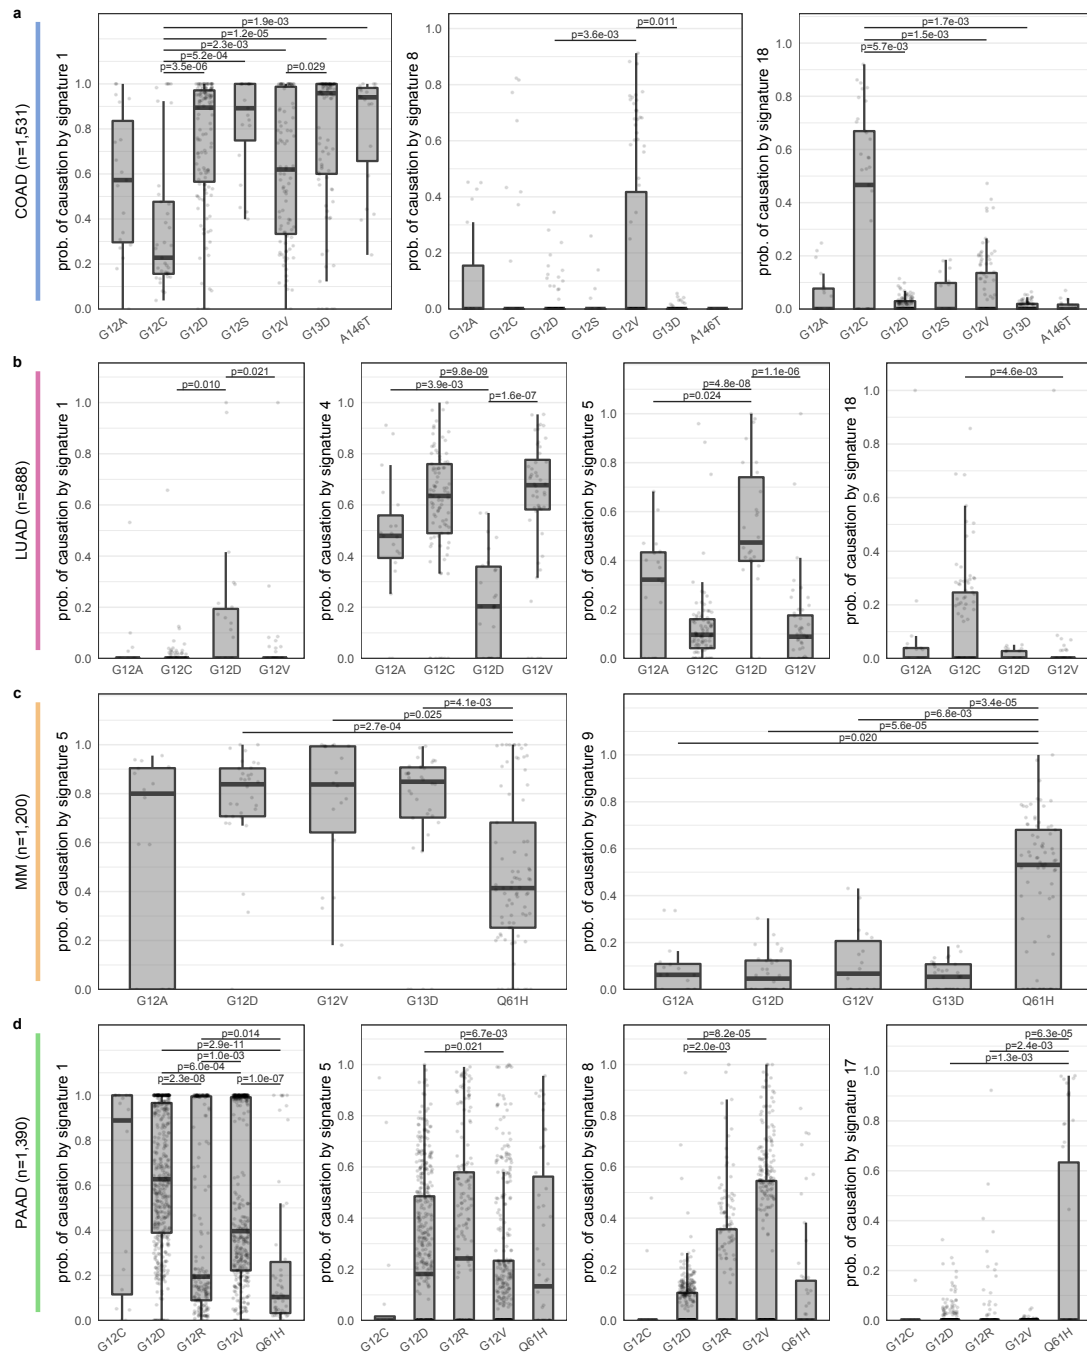 a
COAD (n=1,531)
prob. of causation by signature 1
p=1.9e-03
p=1.2e-05
p=2.3e-03
p=5.2e-04
p=3.5e-06
p=0.029
1.0
0.8
0.6
0.4
0.2
0.0
G12A
G12C
G12D
G12S
G12V
G13D
A146T
prob. of causation by signature 8
p=0.011
p=3.6e-03
1.0
0.8
0.6
0.4
0.2
0.0
G12A
G12C
G12D
G12S
G12V
G13D
A146T
prob. of causation by signature 18
p=1.7e-03
p=1.5e-03
p=5.7e-03
1.0
0.8
0.6
0.4
0.2
0.0
G12A
G12C
G12D
G12S
G12V
G13D
A146T
b
LUAD (n=888)
prob. of causation by signature 1
p=0.021
p=0.010
1.0
0.8
0.6
0.4
0.2
0.0
G12A
G12C
G12D
G12V
prob. of causation by signature 4
p=9.8e-09
p=3.9e-03
p=1.6e-07
1.0
0.8
0.6
0.4
0.2
0.0
G12A
G12C
G12D
G12V
prob. of causation by signature 5
p=1.1e-06
p=4.8e-08
p=0.024
1.0
0.8
0.6
0.4
0.2
0.0
G12A
G12C
G12D
G12V
prob. of causation by signature 18
p=4.6e-03
1.0
0.8
0.6
0.4
0.2
0.0
G12A
G12C
G12D
G12V
c
MM (n=1,200)
prob. of causation by signature 5
p=4.1e-03
p=0.025
p=2.7e-04
1.0
0.8
0.6
0.4
0.2
0.0
G12A
G12D
G12V
G13D
Q61H
prob. of causation by signature 9
p=3.4e-05
p=6.8e-03
p=5.6e-05
p=0.020
1.0
0.8
0.6
0.4
0.2
0.0
G12A
G12D
G12V
G13D
Q61H
d
PAAD (n=1,390)
prob. of causation by signature 1
p=0.014
p=2.9e-11
p=1.0e-03
p=6.0e-04
p=2.3e-08
p=1.0e-07
1.0
0.8
0.6
0.4
0.2
0.0
G12C
G12D
G12R
G12V
Q61H
prob. of causation by signature 5
p=6.7e-03
p=0.021
1.0
0.8
0.6
0.4
0.2
0.0
G12C
G12D
G12R
G12V
Q61H
prob. of causation by signature 8
p=8.2e-05
p=2.0e-03
1.0
0.8
0.6
0.4
0.2
0.0
G12C
G12D
G12R
G12V
Q61H
prob. of causation by signature 17
p=6.3e-05
p=2.4e-03
p=1.3e-03
1.0
0.8
0.6
0.4
0.2
0.0
G12C
G12D
G12R
G12V
Q61H